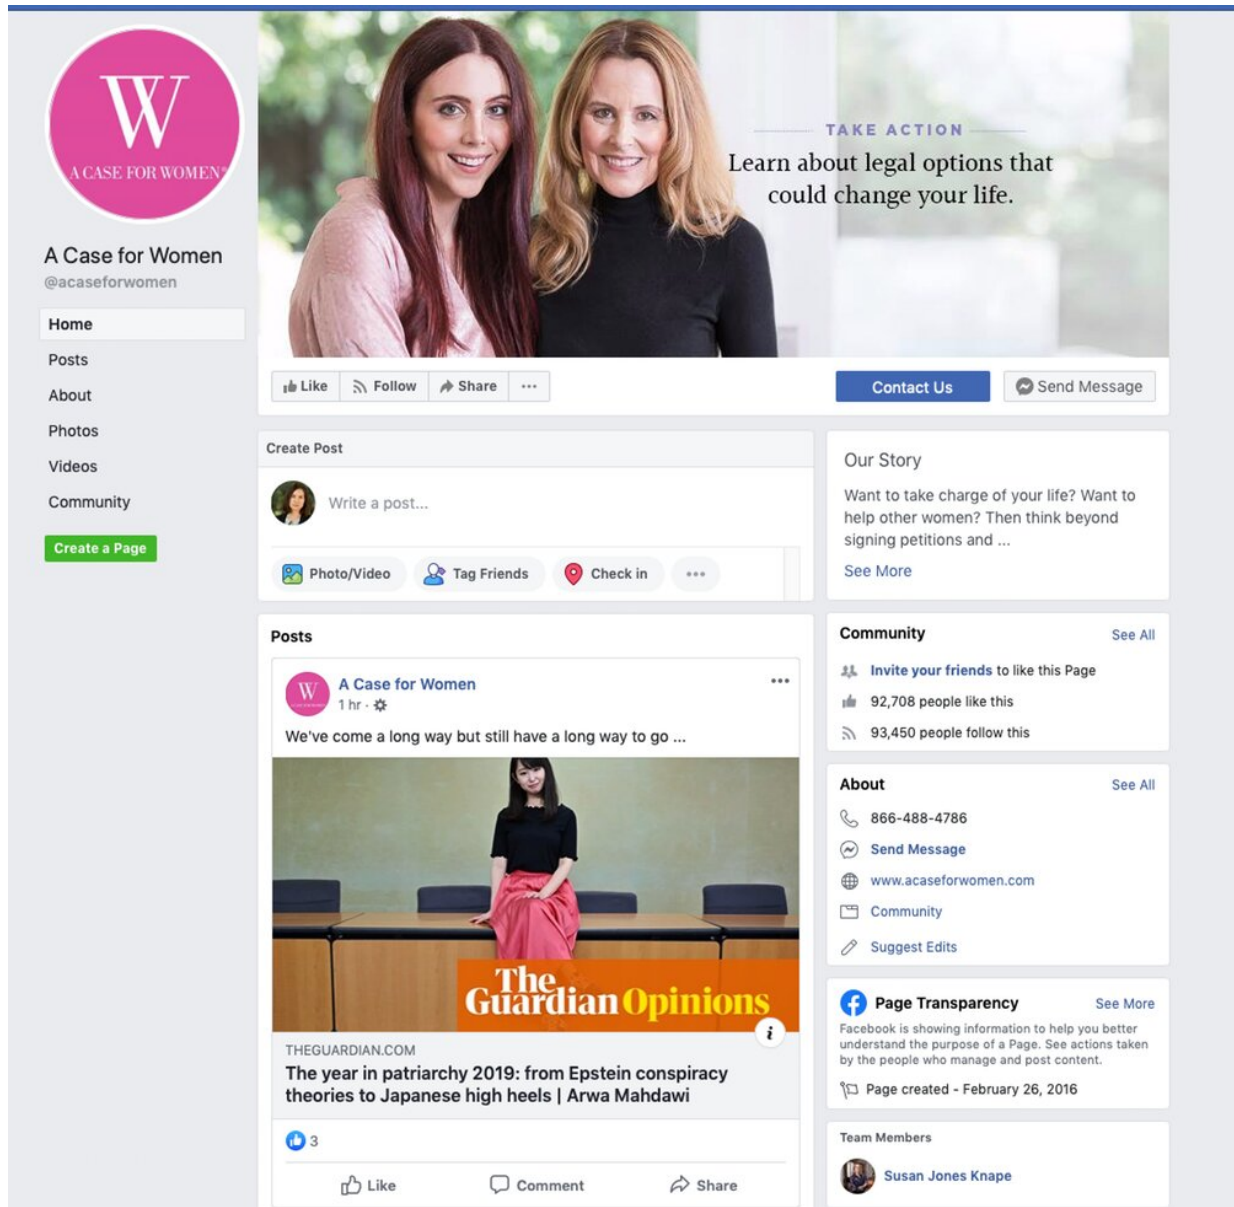 W
A CASE FOR WOMEN®
A Case for Women
@acaseforwomen
Home
Posts
About
Photos
Videos
Community
Create a Page
TAKE ACTION
Learn about legal options that
could change your life.
Like
Follow
Share
Contact Us
Send Message
Create Post
Write a post...
Photo/Video
Tag Friends
Check in
Posts
W
A Case for Women
1 hr ·
We've come a long way but still have a long way to go ...
The
Guardian Opinions
i
THEGUARDIAN.COM
The year in patriarchy 2019: from Epstein conspiracy
theories to Japanese high heels | Arwa Mahdawi
3
Like
Comment
Share
Our Story
Want to take charge of your life? Want to
help other women? Then think beyond
signing petitions and ...
See More
Community
See All
Invite your friends to like this Page
92,708 people like this
93,450 people follow this
About
See All
866-488-4786
Send Message
www.acaseforwomen.com
Community
Suggest Edits
Page Transparency
See More
Facebook is showing information to help you better
understand the purpose of a Page. See actions taken
by the people who manage and post content.
Page created - February 26, 2016
Team Members
Susan Jones Knape